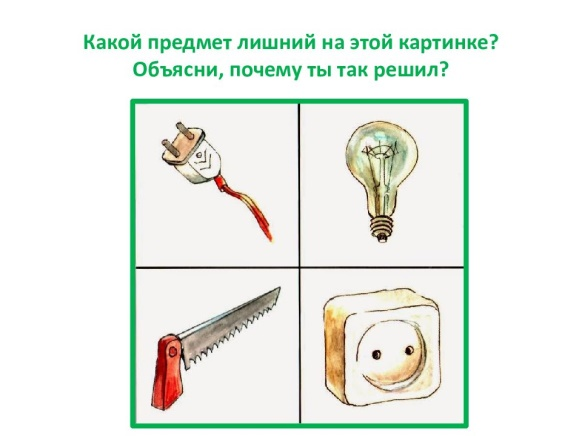 Какой предмет лишний на этой картинке?
Объясни, почему ты так решил?